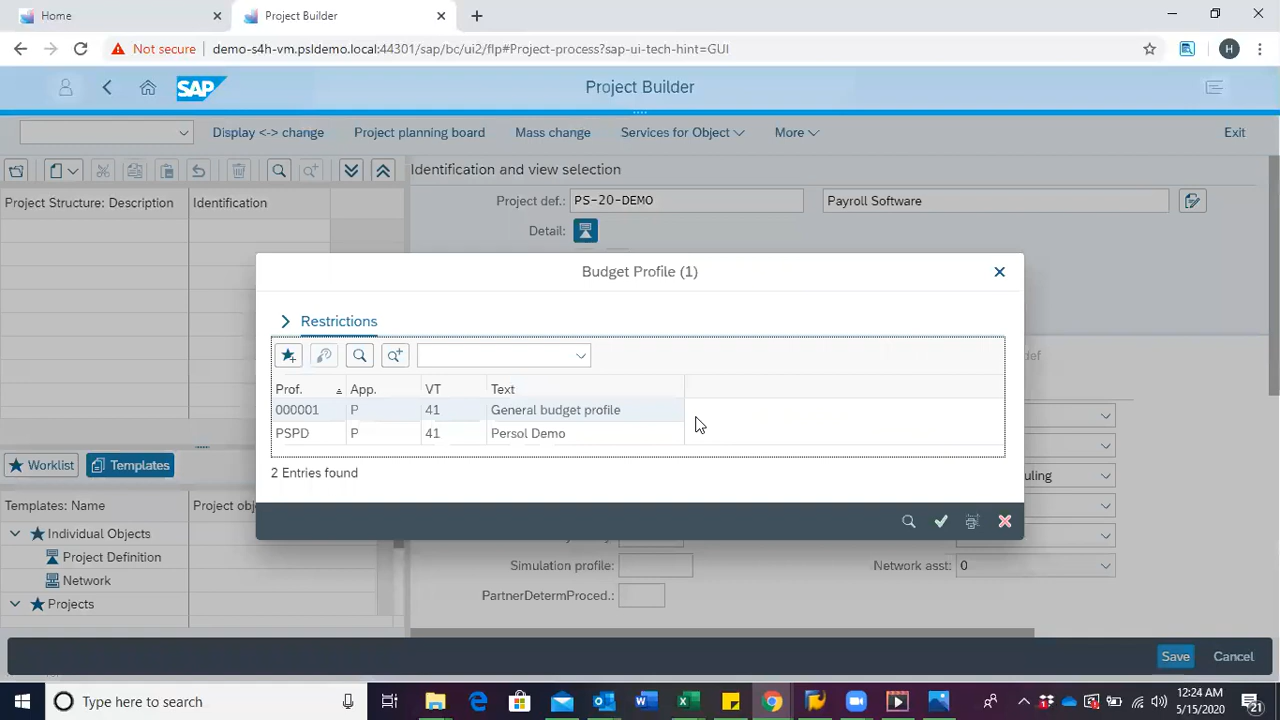 Home
Project Builder
Not secure
demo-s4h-vm.psldemo.local:44301/sap/bc/ui2/flp#Project-process?sap-ui-tech-hint=GUI
H
SAP
Project Builder
Display <-> change
Project planning board
Mass change
Services for Object
More
Exit
Identification and view selection
Project Structure: Description
Identification
Project def.:
PS-20-DEMO
Payroll Software
Detail:
Budget Profile (1)
Restrictions
Prof.
App.
VT
Text
000001
P
41
General budget profile
PSPD
P
41
Persol Demo
2 Entries found
Worklist
Templates
Templates: Name
Project obj
Individual Objects
Project Definition
Network
Projects
def
uling
Simulation profile:
Network asst:
0
PartnerDetermProced.:
Save
Cancel
Type here to search
12:24 AM
5/15/2020
21